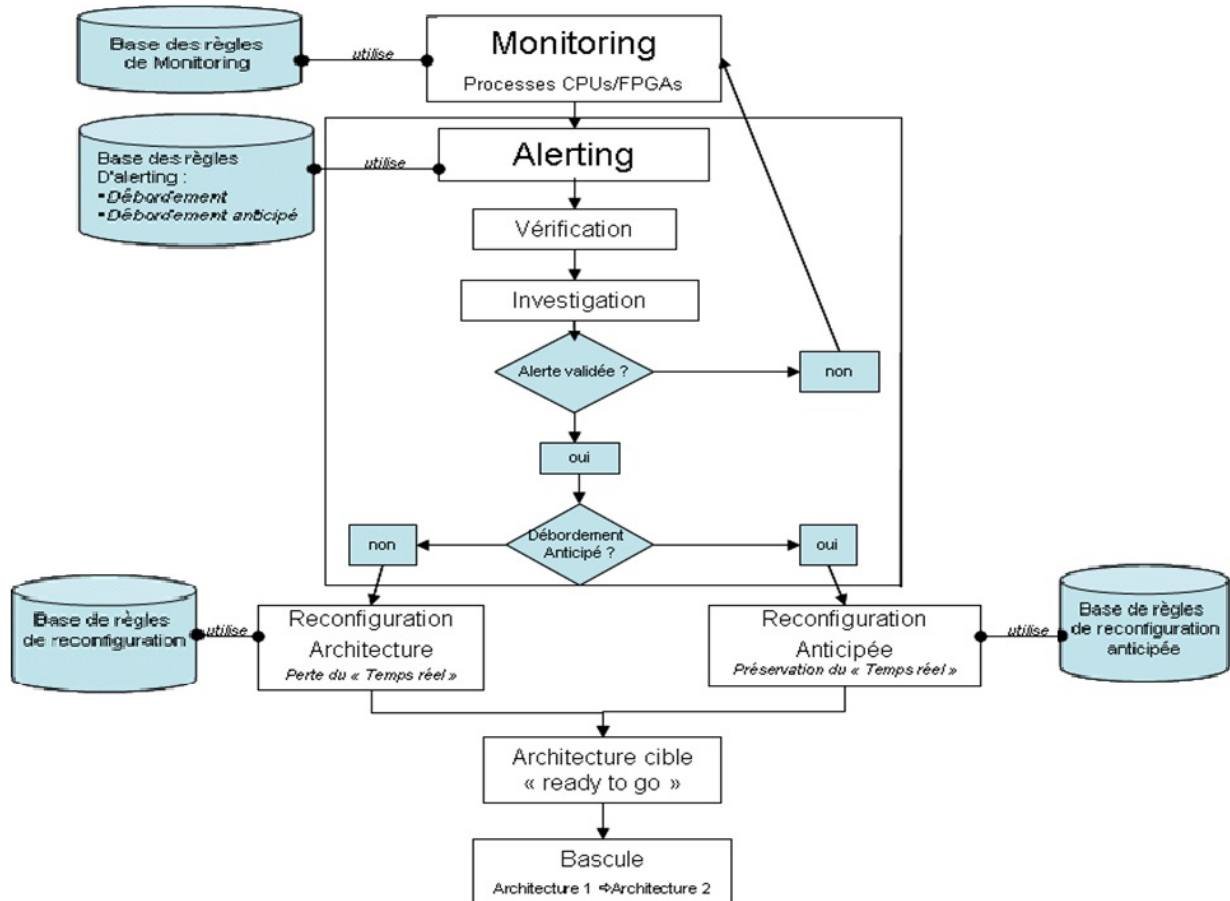 Base des règles
de Monitoring
utilise
Monitoring
Processes CPUs/FPGAs
Base des règles
D'alerting :
▪Débordement
▪Débordement anticipé
utilise
Alerting
Vérification
Investigation
Alerte validée ?
non
oui
non
Débordement
Anticipé ?
oui
Base de règles
de reconfiguration
utilise
Reconfiguration
Architecture
Perte du « Temps réel »
Reconfiguration
Anticipée
Préservation du « Temps réel »
utilise
Base de règles
de reconfiguration
anticipée
Architecture cible
« ready to go »
Bascule
Architecture 1 ⇨Architecture 2